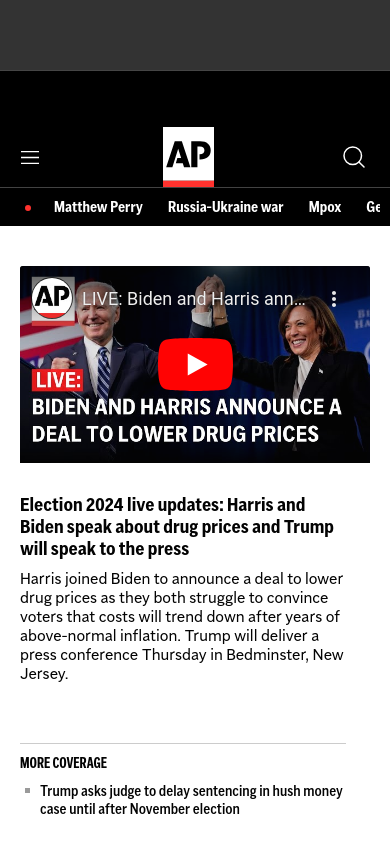 AP
Matthew Perry Russia-Ukraine war Mpox Ge
AP LIVE: Biden and Harris ann...
LIVE:
BIDEN AND HARRIS ANNOUNCE A
DEAL TO LOWER DRUG PRICES
Election 2024 live updates: Harris and
Biden speak about drug prices and Trump
will speak to the press
Harris joined Biden to announce a deal to lower
drug prices as they both struggle to convince
voters that costs will trend down after years of
above-normal inflation. Trump will deliver a
press conference Thursday in Bedminster, New
Jersey.
MORE COVERAGE
Trump asks judge to delay sentencing in hush money
case until after November election